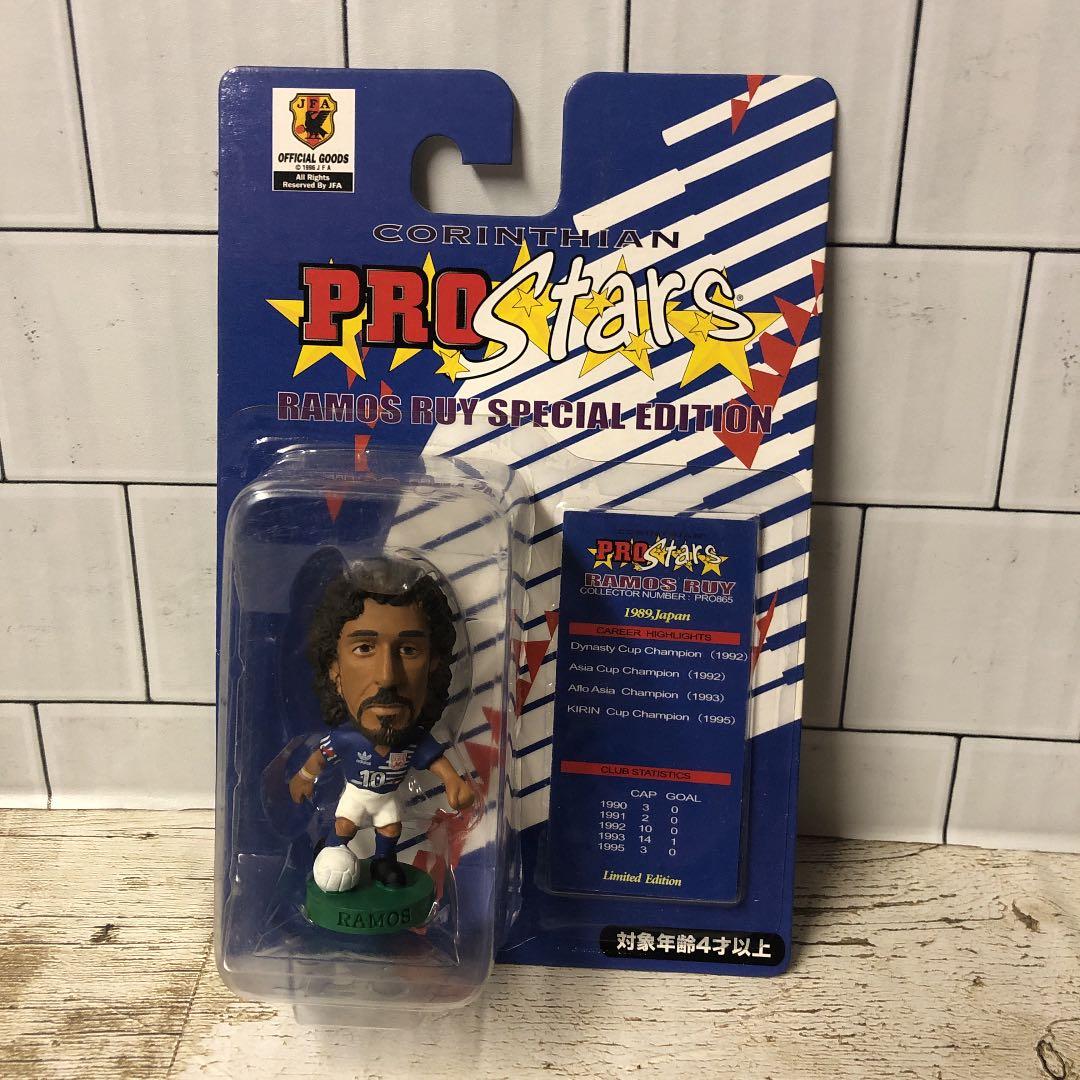 JFA
OFFICIAL GOODS
© 1996 J F A
All Rights
Reserved By JFA
CORINTHIAN
PRO Stars
RAMOS RUY SPECIAL EDITION
adidas
10
RAMOS
PRO Stars
RAMOS RUY
COLLECTOR NUMBER : PRO865
1989,Japan
CAREER HIGHLIGHTS
Dynasty Cup Champion (1992)
Asia Cup Champion (1992)
Aflo Asia Champion (1993)
KIRIN Cup Champion (1995)
CLUB STATISTICS
CAP GOAL
1990 3 0
1991 2 0
1992 10 0
1993 14 1
1995 3 0
Limited Edition
対象年齢4才以上